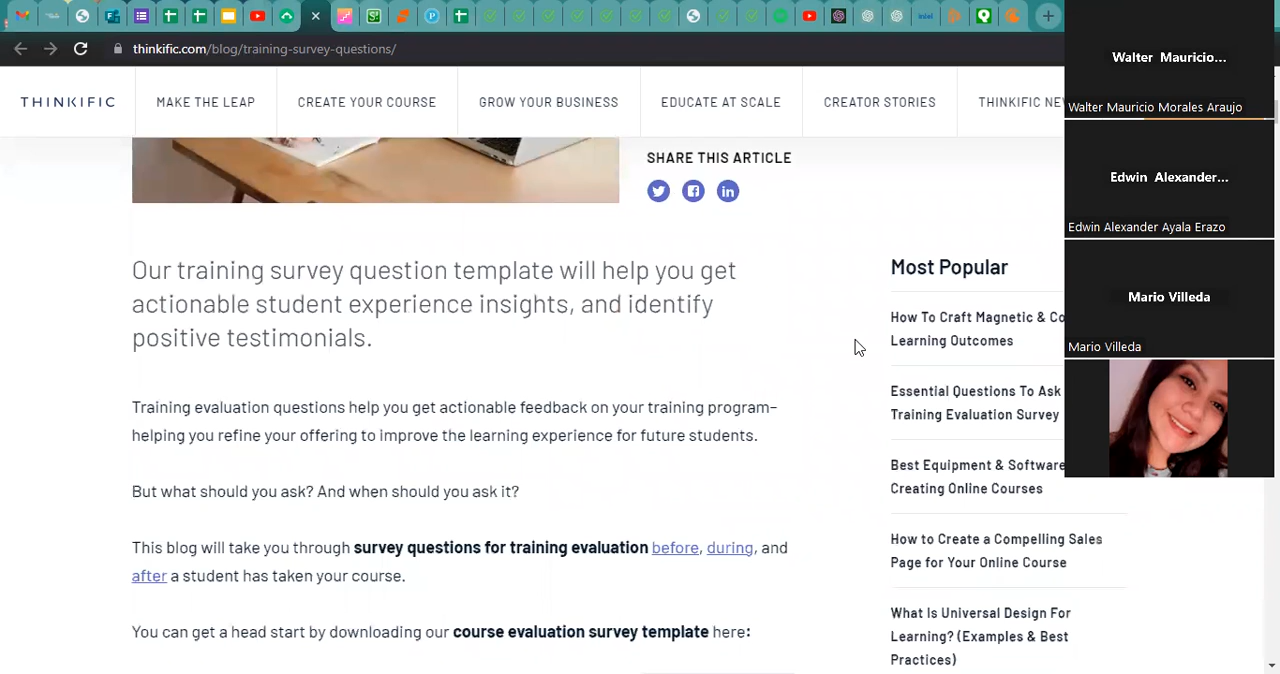 thinkific.com/blog/training-survey-questions/
THINKIFIC
MAKE THE LEAP
CREATE YOUR COURSE
GROW YOUR BUSINESS
EDUCATE AT SCALE
CREATOR STORIES
THINKIFIC NE
SHARE THIS ARTICLE
Our training survey question template will help you get
actionable student experience insights, and identify
positive testimonials.
Training evaluation questions help you get actionable feedback on your training program–
helping you refine your offering to improve the learning experience for future students.
But what should you ask? And when should you ask it?
This blog will take you through survey questions for training evaluation before, during, and
after a student has taken your course.
You can get a head start by downloading our course evaluation survey template here:
Most Popular
How To Craft Magnetic & Co
Learning Outcomes
Essential Questions To Ask
Training Evaluation Survey
Best Equipment & Software
Creating Online Courses
How to Create a Compelling Sales
Page for Your Online Course
What Is Universal Design For
Learning? (Examples & Best
Practices)
Walter Mauricio...
Walter Mauricio Morales Araujo
Edwin Alexander...
Edwin Alexander Ayala Erazo
Mario Villeda
Mario Villeda